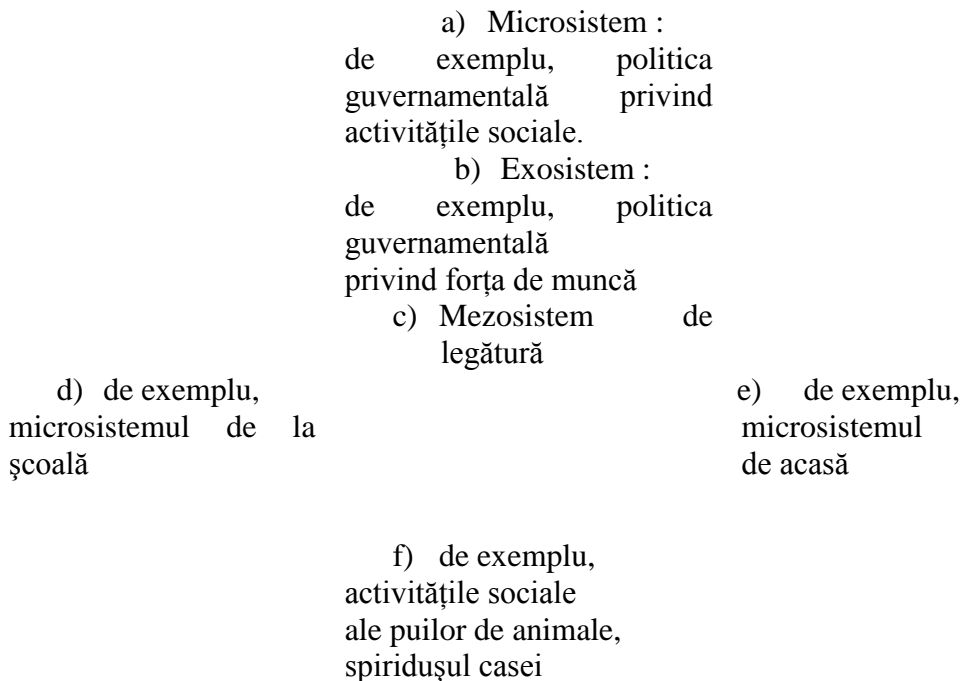 a) Microsistem :
de exemplu, politica
guvernamentală privind
activitățile sociale.
b) Exosistem :
de exemplu, politica
guvernamentală
privind forța de muncă
c) Mezosistem de
legătură
d) de exemplu,
microsistemul de la
şcoală
e) de exemplu,
microsistemul
de acasă
f) de exemplu,
activitățile sociale
ale puilor de animale,
spiriduşul casei